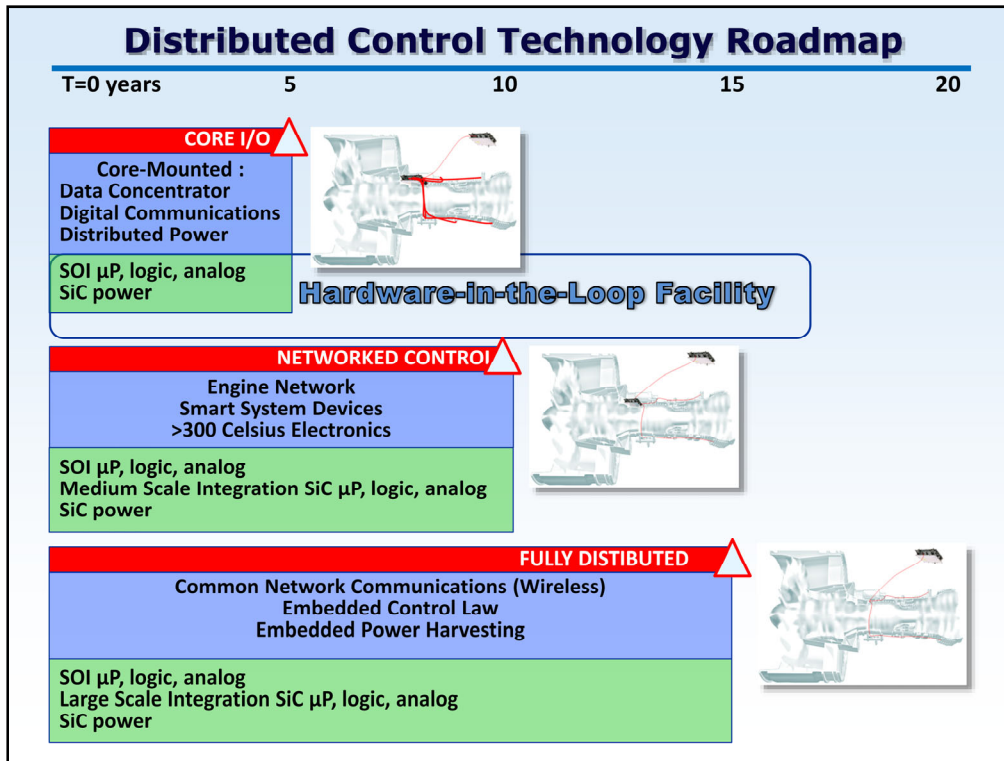 Distributed Control Technology Roadmap
T=0 years 5 10 15 20
CORE I/O
Core-Mounted :
Data Concentrator
Digital Communications
Distributed Power
SOI µP, logic, analog
SiC power
Hardware-in-the-Loop Facility
NETWORKED CONTROL
Engine Network
Smart System Devices
>300 Celsius Electronics
SOI µP, logic, analog
Medium Scale Integration SiC µP, logic, analog
SiC power
FULLY DISTIBUTED
Common Network Communications (Wireless)
Embedded Control Law
Embedded Power Harvesting
SOI µP, logic, analog
Large Scale Integration SiC µP, logic, analog
SiC power